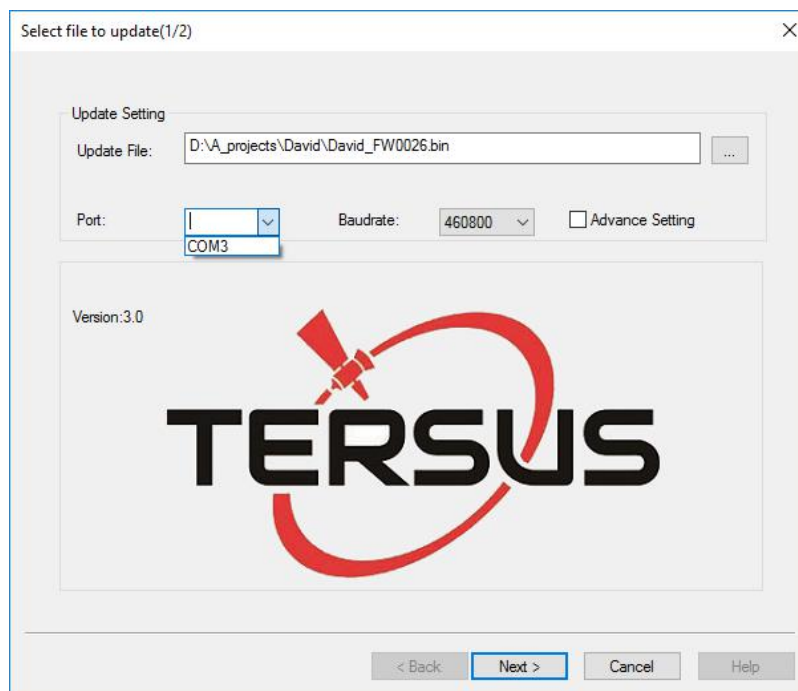 Select file to update(1/2)
Update Setting
Update File: D:\A_projects\David\David_FW0026.bin ...
Port: Baudrate: 460800 Advance Setting
COM3
Version:3.0
TERSUS
< Back Next > Cancel Help